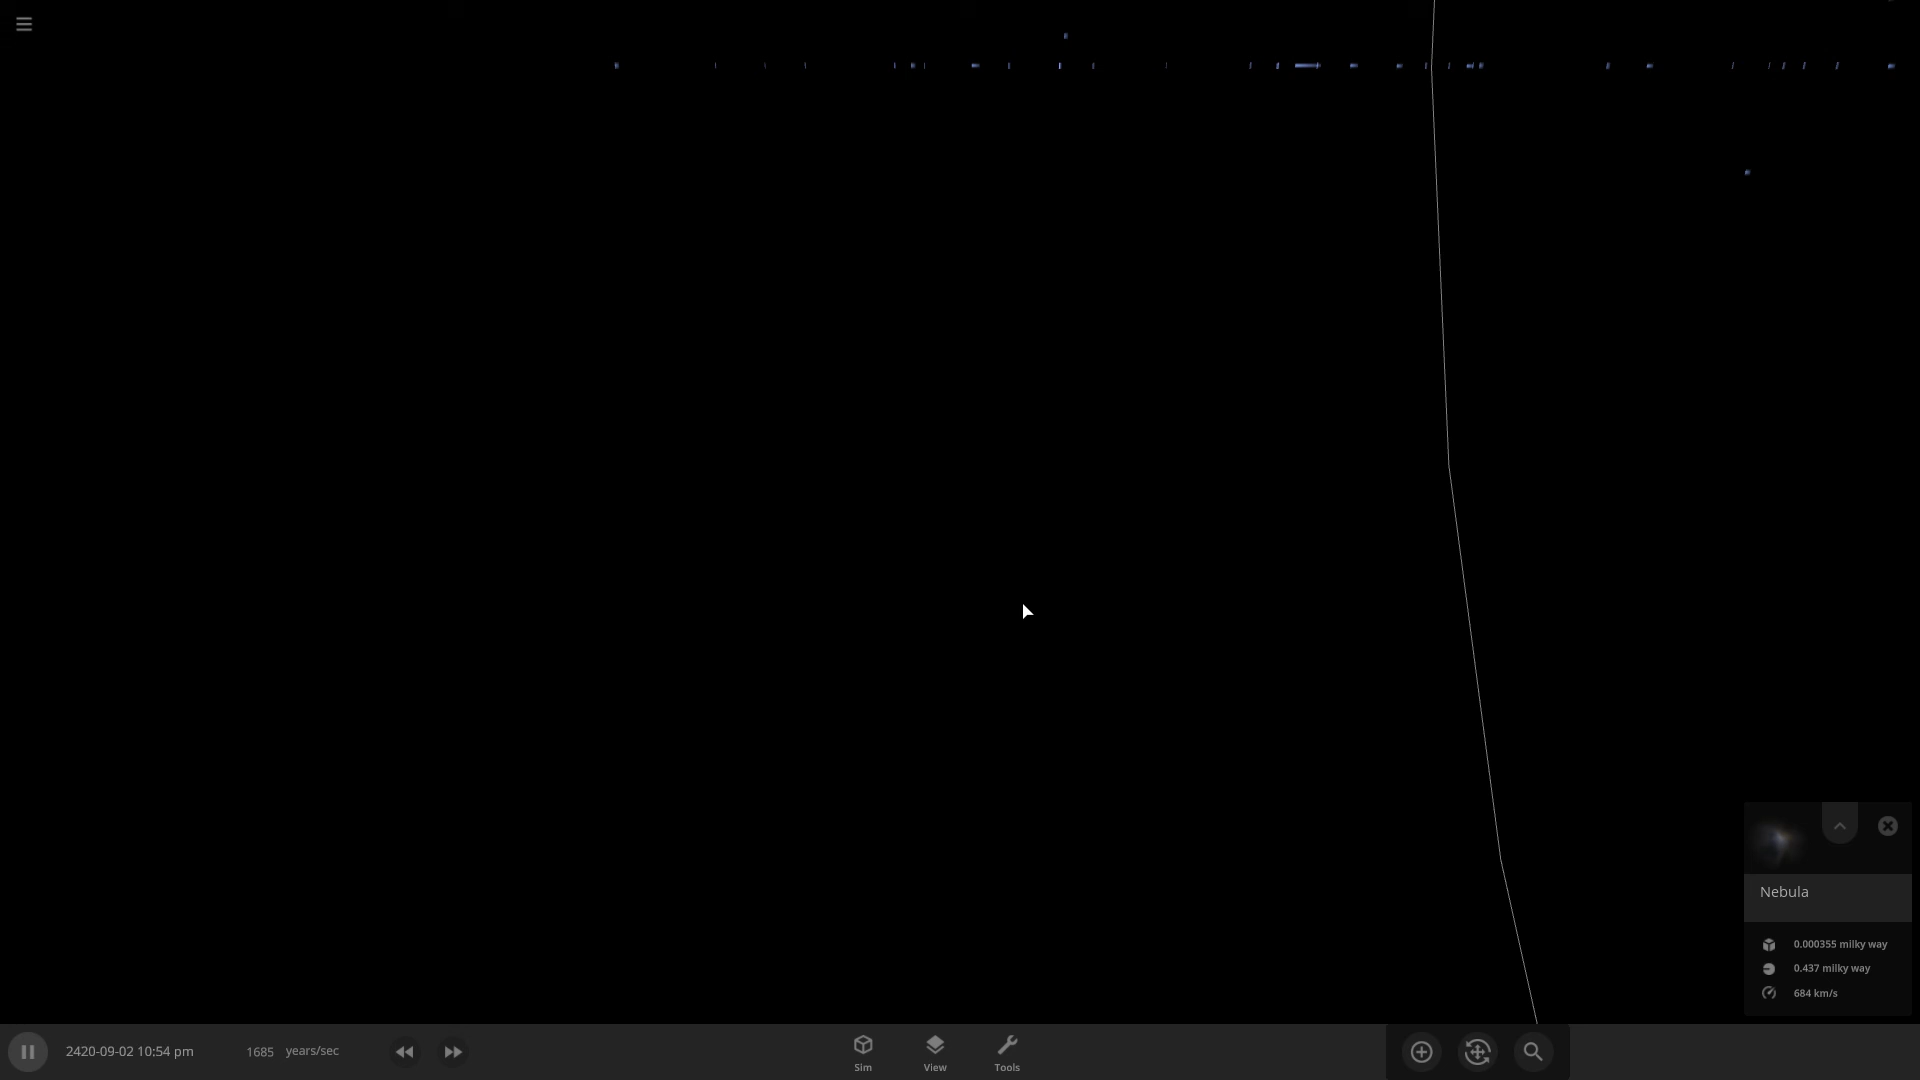 Nebula
0.000355 milky way
0.437 milky way
684 km/s
2420-09-02 10:54 pm 1685 years/sec
Sim View Tools